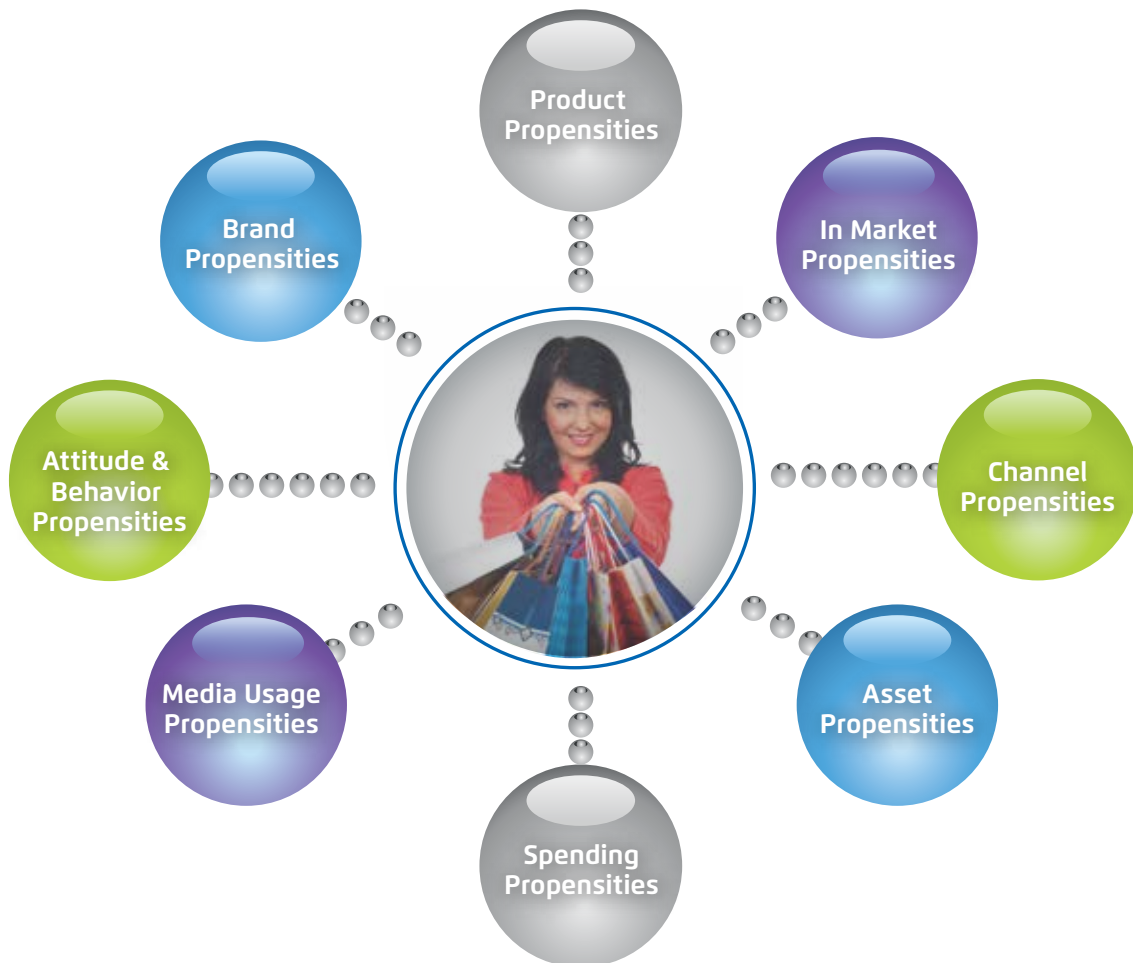 Product
Propensities
Brand
Propensities
In Market
Propensities
Attitude &
Behavior
Propensities
Channel
Propensities
Media Usage
Propensities
Asset
Propensities
Spending
Propensities